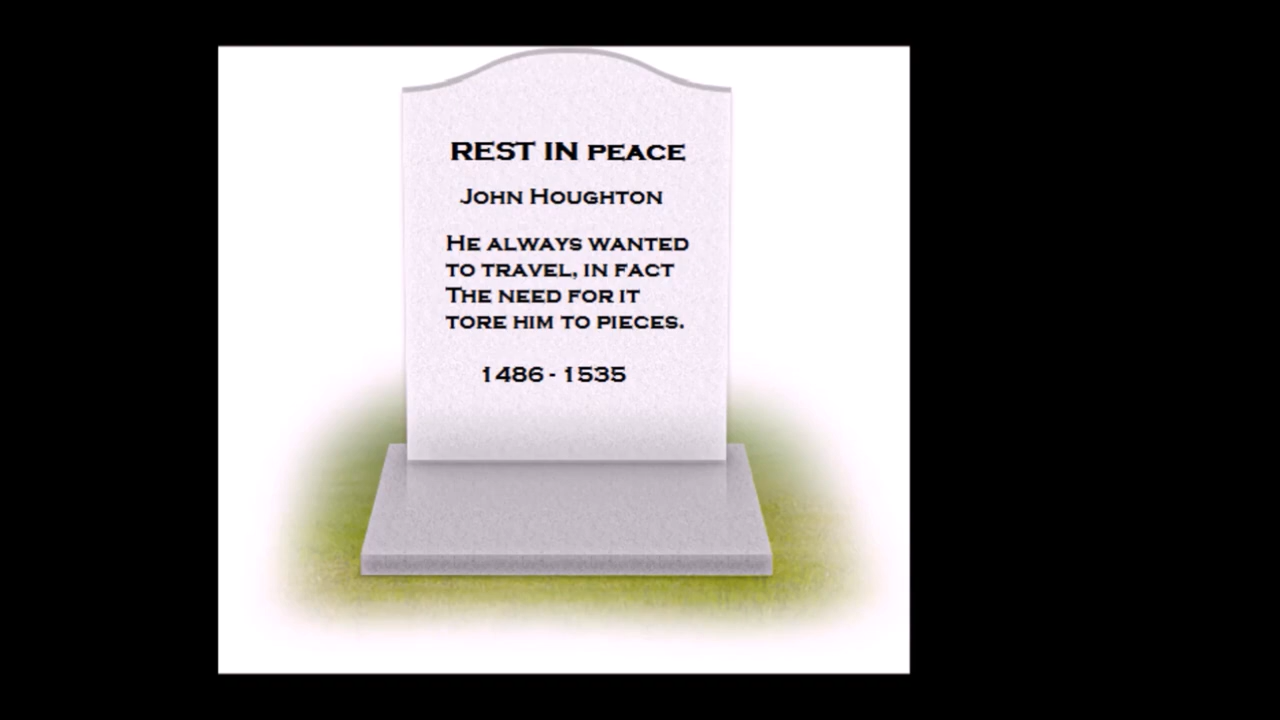 REST IN PEACE
JOHN HOUGHTON
HE ALWAYS WANTED
TO TRAVEL, IN FACT
THE NEED FOR IT
TORE HIM TO PIECES.
1486 - 1535